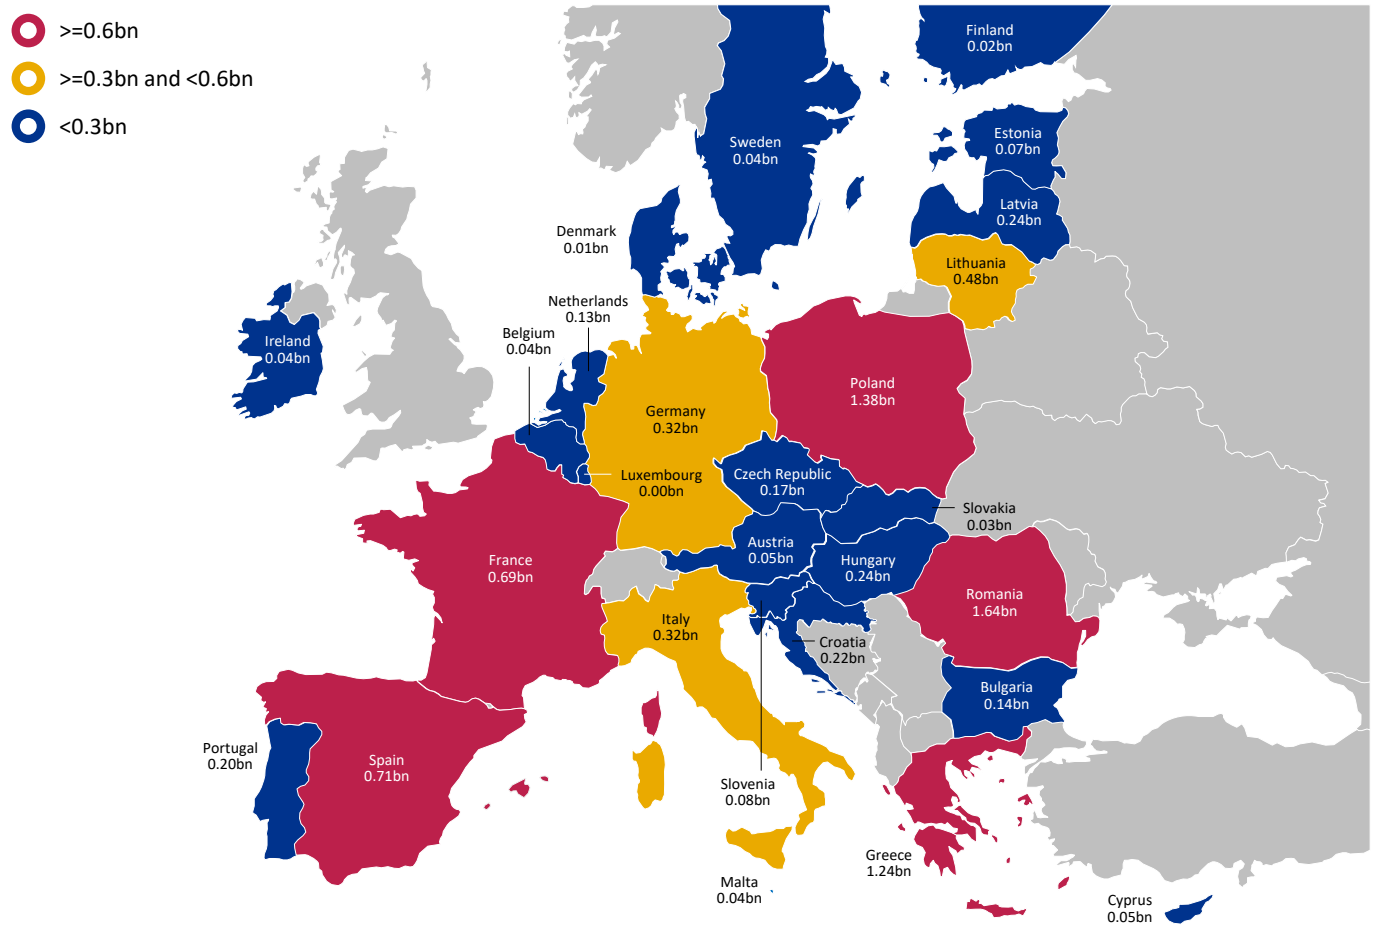 >=0.6bn
>=0.3bn and <0.6bn
<0.3bn
Finland
0.02bn
Sweden
0.04bn
Estonia
0.07bn
Latvia
0.24bn
Denmark
0.01bn
Lithuania
0.48bn
Netherlands
0.13bn
Belgium
0.04bn
Ireland
0.04bn
Poland
1.38bn
Germany
0.32bn
Luxembourg
0.00bn
Czech Republic
0.17bn
Slovakia
0.03bn
Austria
0.05bn
Hungary
0.24bn
France
0.69bn
Romania
1.64bn
Italy
0.32bn
Croatia
0.22bn
Bulgaria
0.14bn
Portugal
0.20bn
Spain
0.71bn
Slovenia
0.08bn
Greece
1.24bn
Malta
0.04bn
Cyprus
0.05bn